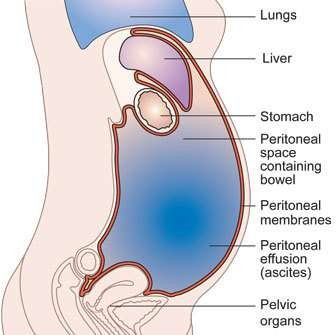 Lungs
Liver
Stomach
Peritoneal
space
containing
bowel
Peritoneal
membranes
Peritoneal
effusion
(ascites)
Pelvic
organs